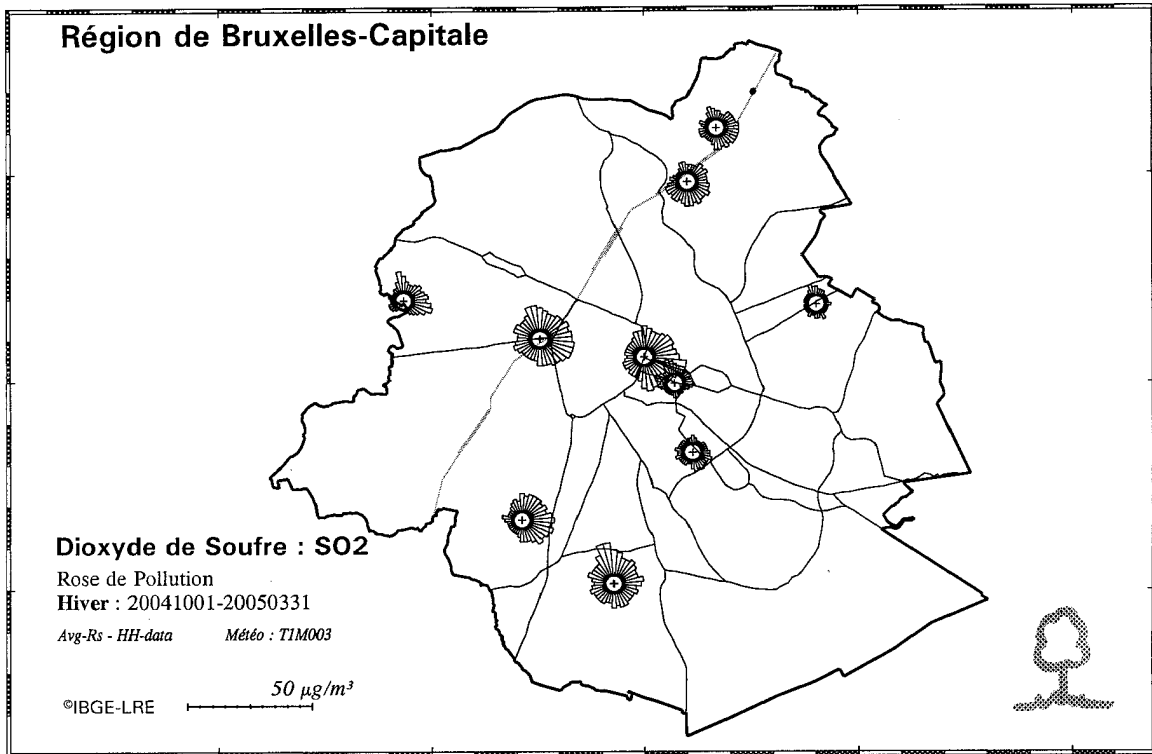 Région de Bruxelles-Capitale
Dioxyde de Soufre : SO2
Rose de Pollution
Hiver : 20041001-20050331
Avg-Rs - HH-data Météo : T1M003
50 µg/m³
©IBGE-LRE